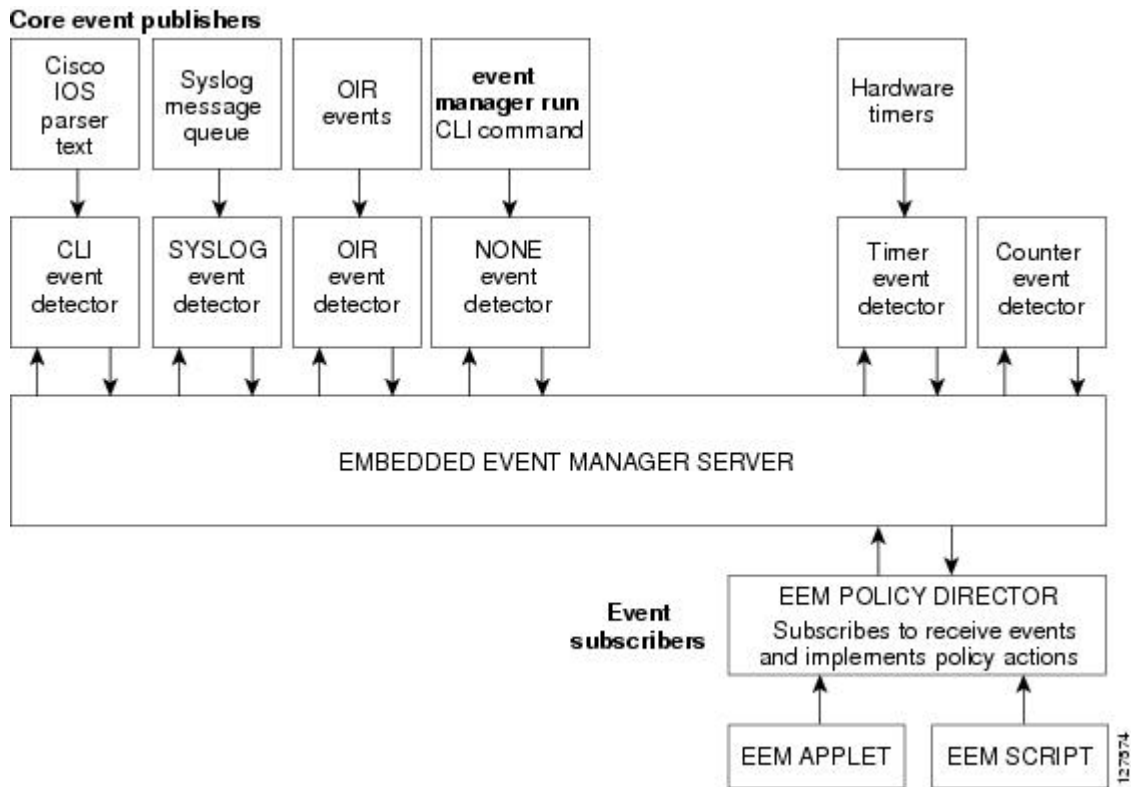 Core event publishers
Cisco
IOS
parser
text
Syslog
message
queue
OIR
events
event
manager run
CLI command
Hardware
timers
CLI
event
detector
SYSLOG
event
detector
OIR
event
detector
NONE
event
detector
Timer
event
detector
Counter
event
detector
EMBEDDED EVENT MANAGER SERVER
Event
subscribers
EEM POLICY DIRECTOR
Subscribes to receive events
and implements policy actions
EEM APPLET
EEM SCRIPT
127574